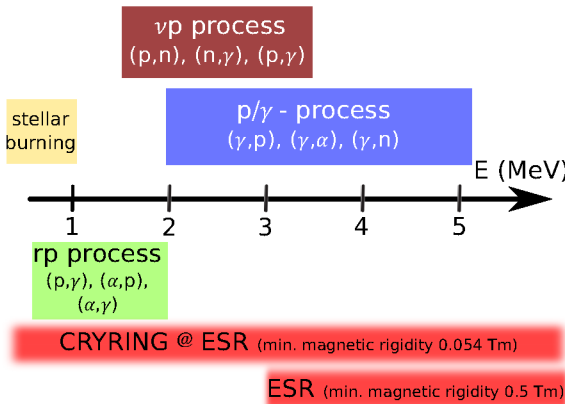 νp process
(p,n), (n,γ), (p,γ)
p/γ - process
(γ,p), (γ,α), (γ,n)
stellar
burning
E (MeV)
1 2 3 4 5
rp process
(p,γ), (α,p),
(α,γ)
CRYRING @ ESR (min. magnetic rigidity 0.054 Tm)
ESR (min. magnetic rigidity 0.5 Tm)